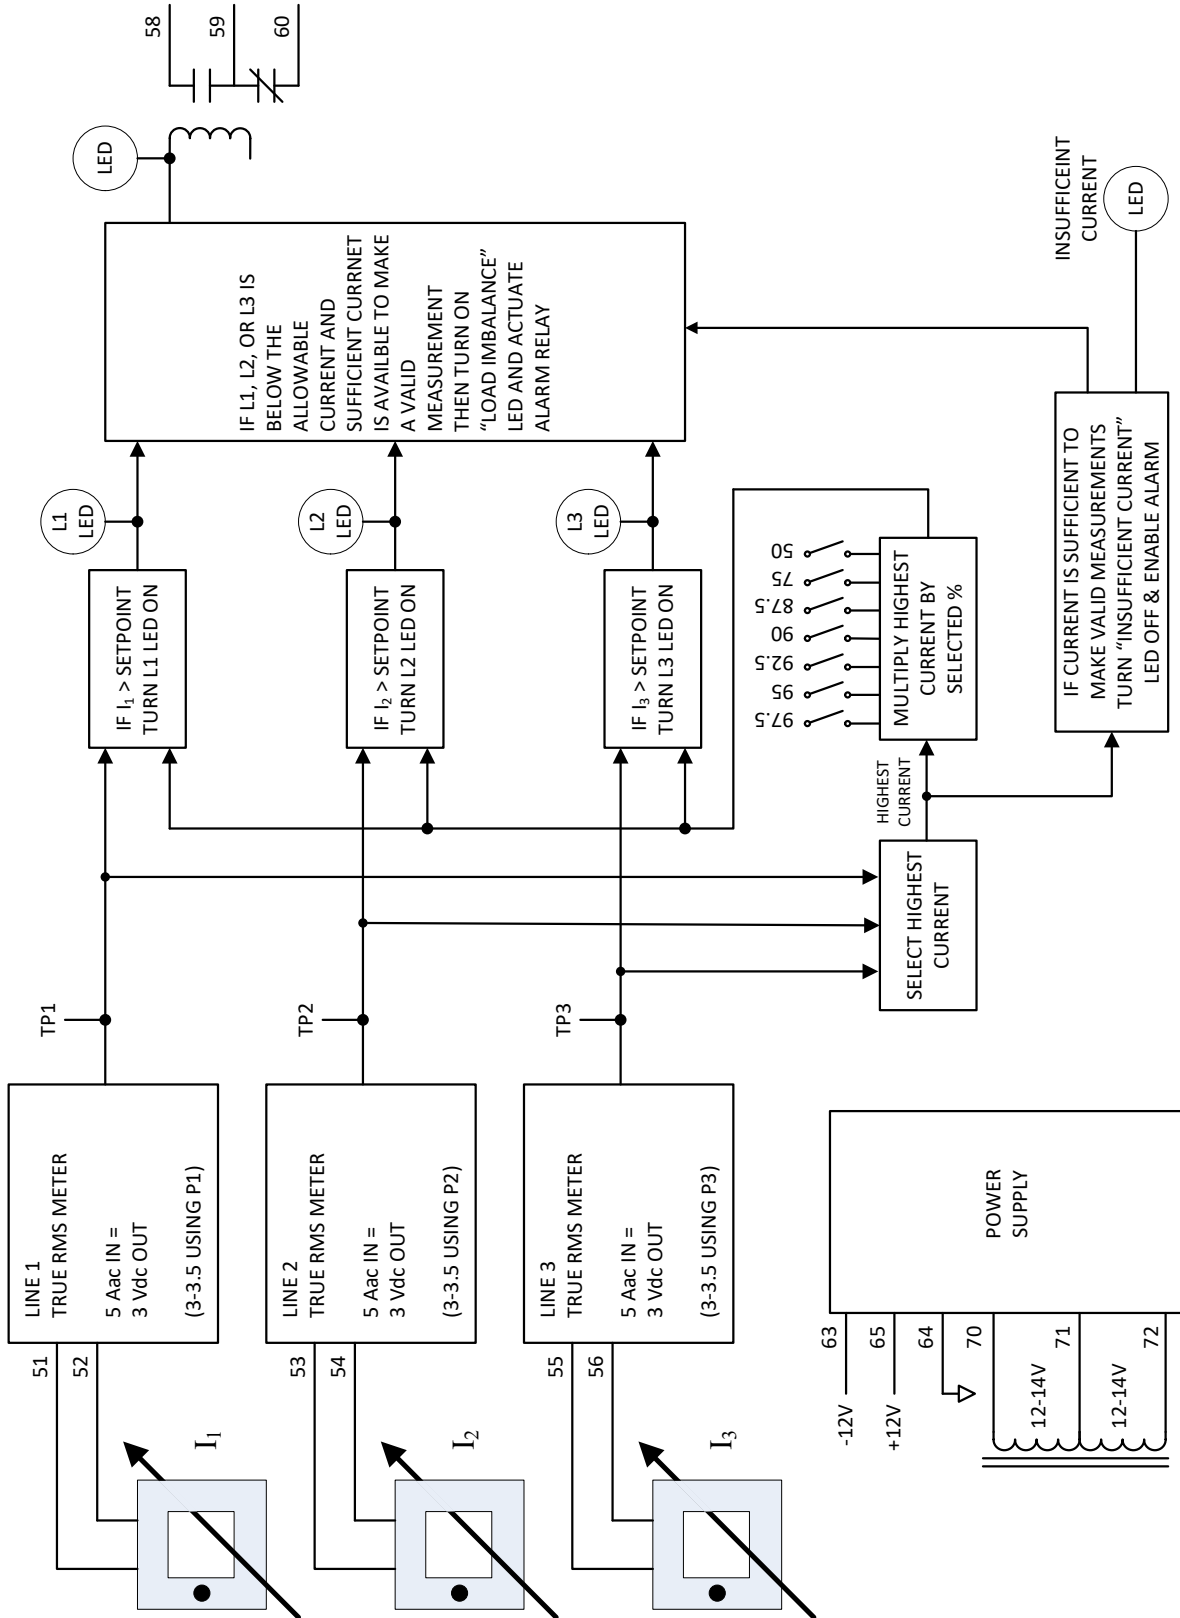 LINE 1
TRUE RMS METER
5 Aac IN =
3 Vdc OUT
(3-3.5 USING P1)
51
52
I1
TP1
IF I1 > SETPOINT
TURN L1 LED ON
L1
LED
LINE 2
TRUE RMS METER
5 Aac IN =
3 Vdc OUT
(3-3.5 USING P2)
53
54
I2
TP2
IF I2 > SETPOINT
TURN L2 LED ON
L2
LED
LINE 3
TRUE RMS METER
5 Aac IN =
3 Vdc OUT
(3-3.5 USING P3)
55
56
I3
TP3
IF I3 > SETPOINT
TURN L3 LED ON
L3
LED
IF L1, L2, OR L3 IS
BELOW THE
ALLOWABLE
CURRENT AND
SUFFICIENT CURRNET
IS AVAILBLE TO MAKE
A VALID
MEASUREMENT
THEN TURN ON
“LOAD IMBALANCE”
LED AND ACTUATE
ALARM RELAY
LED
58
59
60
SELECT HIGHEST
CURRENT
HIGHEST
CURRENT
97.5
95
92.5
90
87.5
75
50
MULTIPLY HIGHEST
CURRENT BY
SELECTED %
IF CURRENT IS SUFFICIENT TO
MAKE VALID MEASUREMENTS
TURN “INSUFFICIENT CURRENT”
LED OFF & ENABLE ALARM
INSUFFICEINT
CURRENT
LED
-12V
63
+12V
65
64
70
12-14V
71
12-14V
72
POWER
SUPPLY